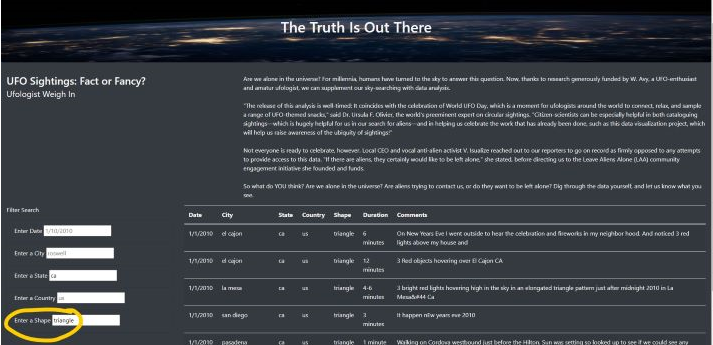 The Truth Is Out There
UFO Sightings: Fact or Fancy?
Ufologist Weigh In
Are we alone in the universe? For millennia, humans have turned to the sky to answer this question. Now, thanks to research generously funded by W. Avy, a UFO-enthusiast
and amatur ufologist, we can supplement our sky-searching with data analysis.
"The release of this analysis is well-timed: It coincides with the celebration of World UFO Day, which is a moment for ufologists around the world to connect, relax, and sample
a range of UFO-themed snacks," said Dr. Ursula F. Olivier, the world's preeminent expert on circular sightings. "Citizen-scientists can be especially helpful in both cataloguing
sightings—which is hugely helpful for us in our search for aliens—and in helping us celebrate the work that has already been done, such as this data visualization project, which
will help us raise awareness of the ubiquity of sightings!"
Not everyone is ready to celebrate, however. Local CEO and vocal anti-alien activist V. Isualize reached out to our reporters to go on record as firmly opposed to any attempts
to provide access to this data. "If there are aliens, they certainly would like to be left alone," she stated, before directing us to the Leave Aliens Alone (LAA) community
engagement initiative she founded and funds.
So what do YOU think? Are we alone in the universe? Are aliens trying to contact us, or do they want to be left alone? Dig through the data yourself, and let us know what you
see.
Filter Search
Enter Date 1/10/2010
Enter a City roswell
Enter a State ca
Enter a Country us
Enter a Shape triangle
Date City State Country Shape Duration Comments
1/1/2010 el cajon ca us triangle 6 minutes On New Years Eve I went outside to hear the celebration and fireworks in my neighbor hood. And noticed 3 red
lights above my house and
1/1/2010 el cajon ca us triangle 12 minutes 3 Red objects hovering over El Cajon CA
1/1/2010 la mesa ca us triangle 4-6 minutes 3 bright red lights hovering high in the sky in an elongated triangle pattern just after midnight 2010 in La
Mesa&#44 Ca
1/1/2010 san diego ca us triangle 3 minutes It happen nEw years eve 2010
1/1/2010 pasadena ca us triangle 1 minute Walking on Cordova westbound just before the Hilton. Sun was setting so looked up to see if we could see any